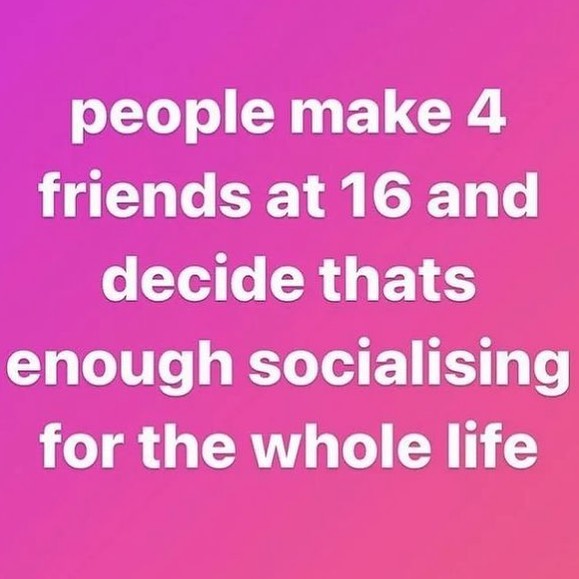 people make 4
friends at 16 and
decide thats
enough socialising
for the whole life